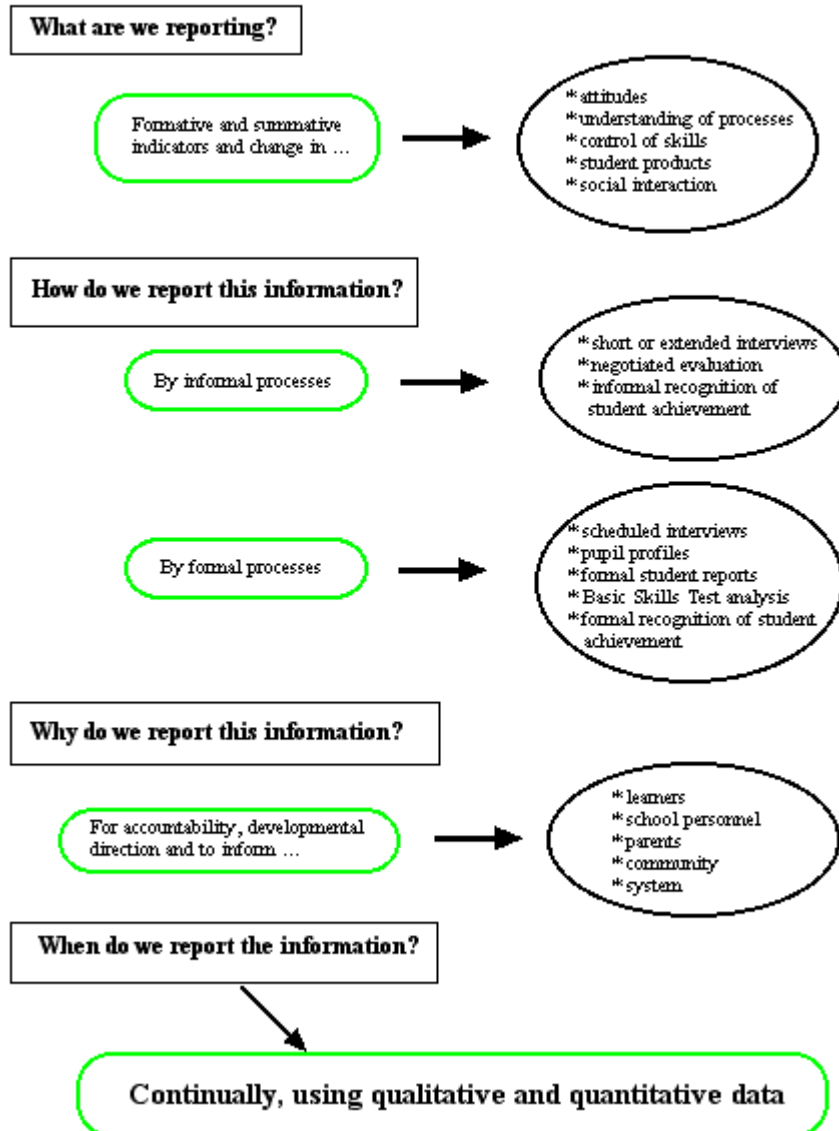 What are we reporting?
Formative and summative
indicators and change in ...
*attitudes
*understanding of processes
*control of skills
*student products
*social interaction
How do we report this information?
By informal processes
*short or extended interviews
*negotiated evaluation
*informal recognition of
student achievement
By formal processes
*scheduled interviews
*pupil profiles
*formal student reports
*Basic Skills Test analysis
*formal recognition of student
achievement
Why do we report this information?
For accountability, developmental
direction and to inform ...
*learners
*school personnel
*parents
*community
*system
When do we report the information?
Continually, using qualitative and quantitative data